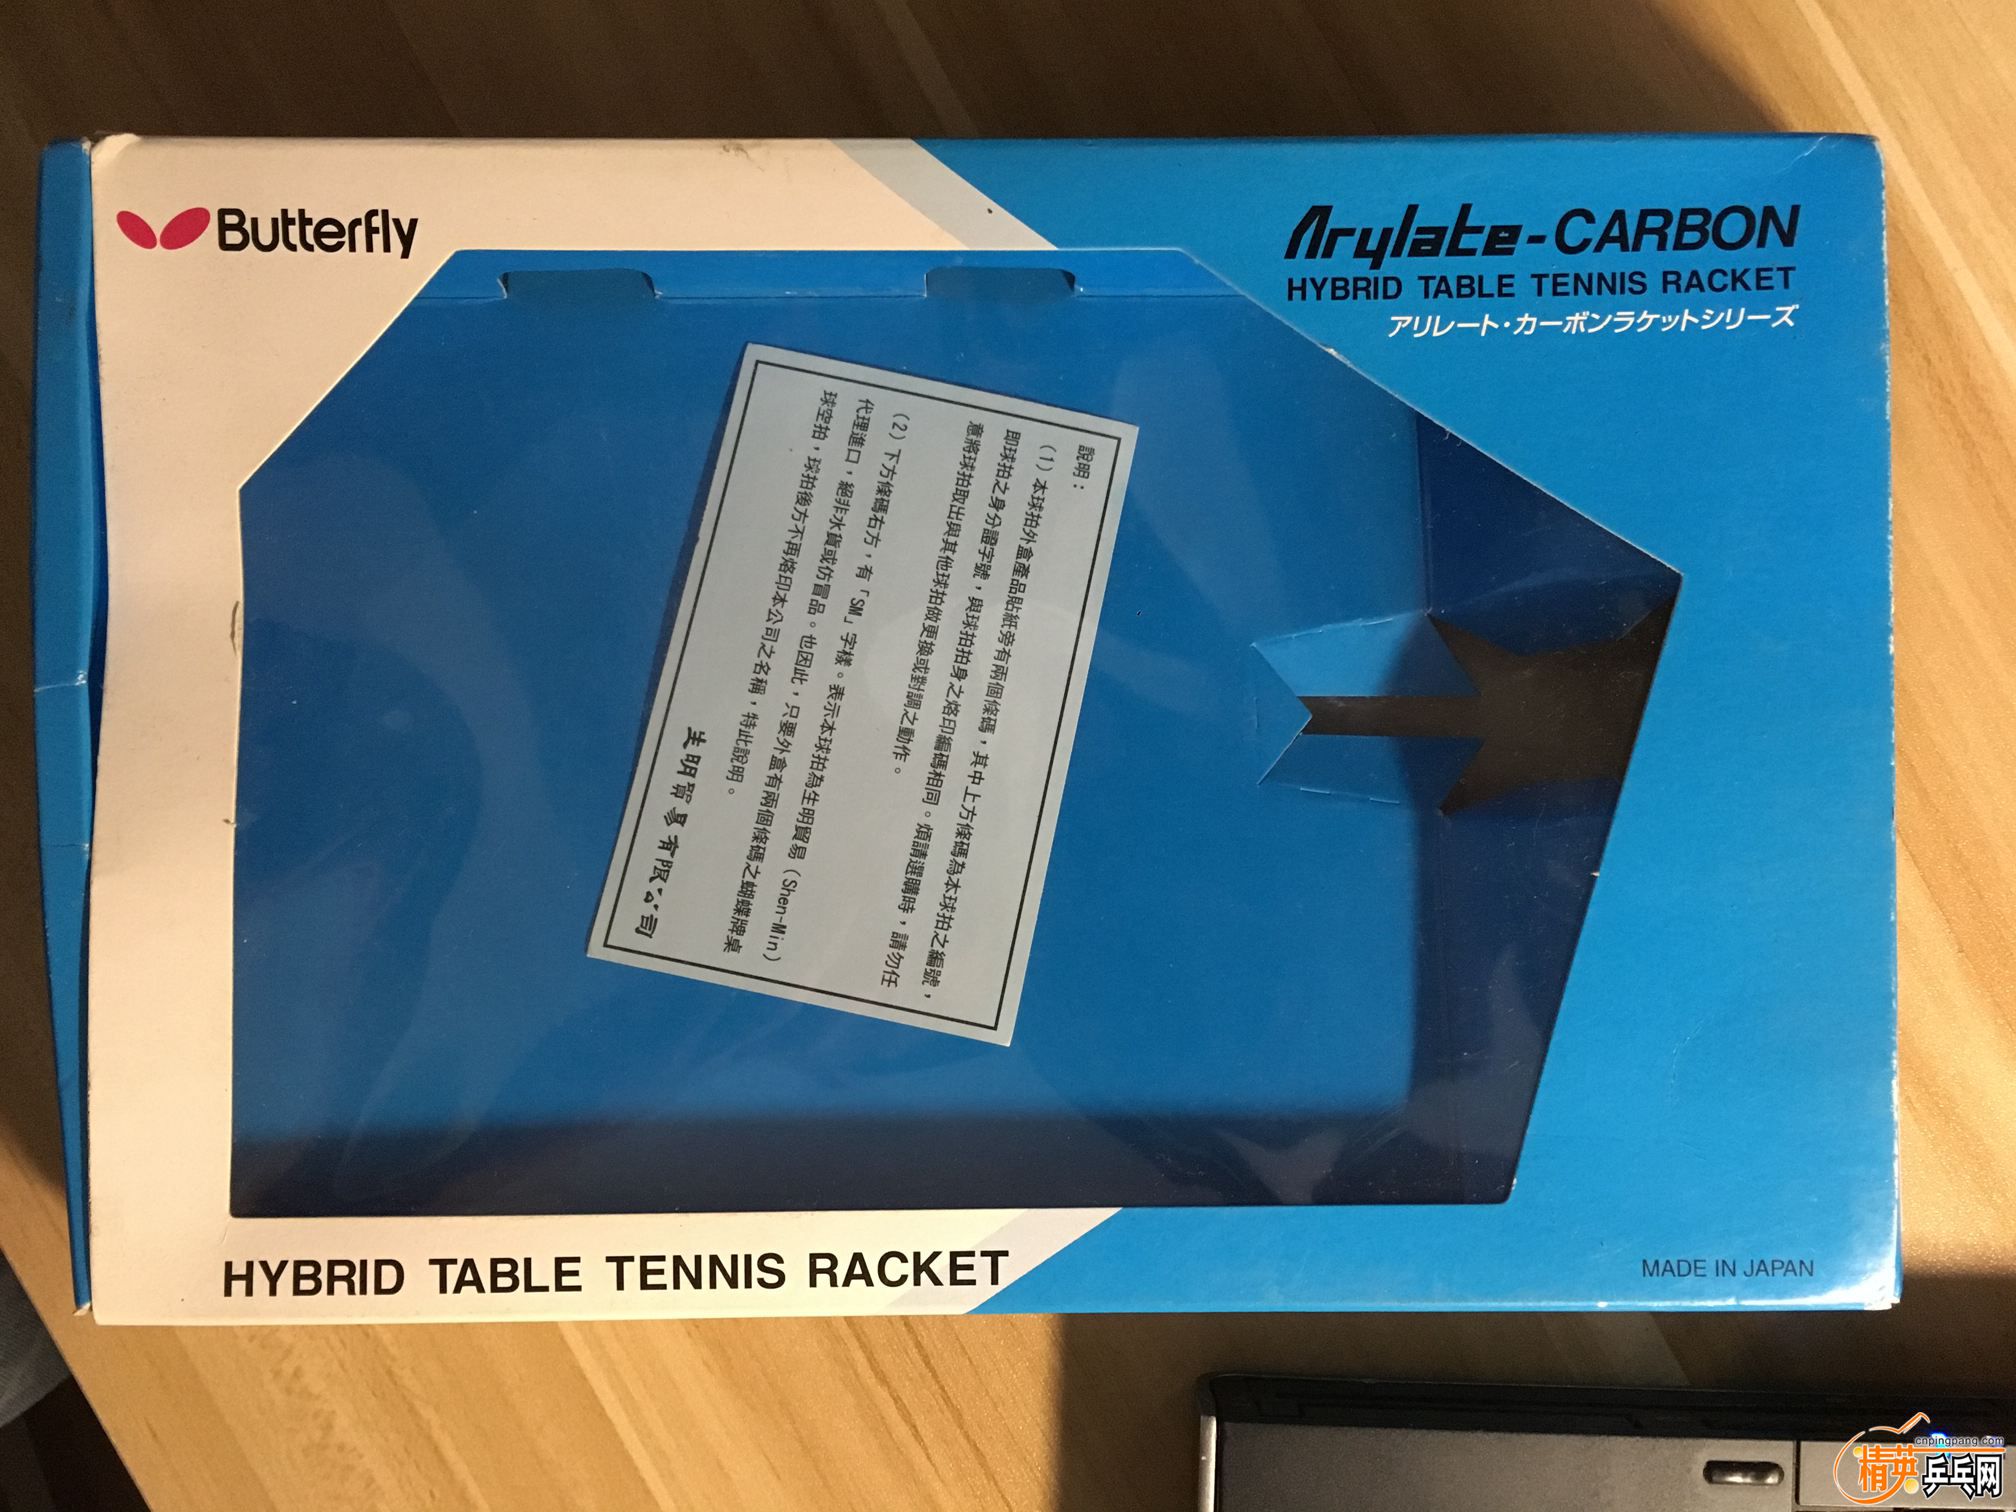 Butterfly
Arylate-CARBON
HYBRID TABLE TENNIS RACKET
アリレート・カーボンラケットシリーズ
說明：
(1) 本球拍外盒產品貼紙旁有兩個條碼，其中上方條碼為本球拍之編號，
即球拍之身分證字號，與球拍拍身之烙印編碼相同。煩請選購時，請勿任
意將球拍取出與其他球拍做更換或對調之動作。
(2) 下方條碼右方，有「SM」字樣。表示本球拍為生明貿易 (Shen-Min)
代理進口，絕非水貨或仿冒品。也因此，只要外盒有兩個條碼之蝴蝶牌桌
球空拍，球拍後方不再烙印本公司之名稱，特此說明。
生明貿易有限公司
HYBRID TABLE TENNIS RACKET
MADE IN JAPAN
cnpingpang.com
精英乒乓网